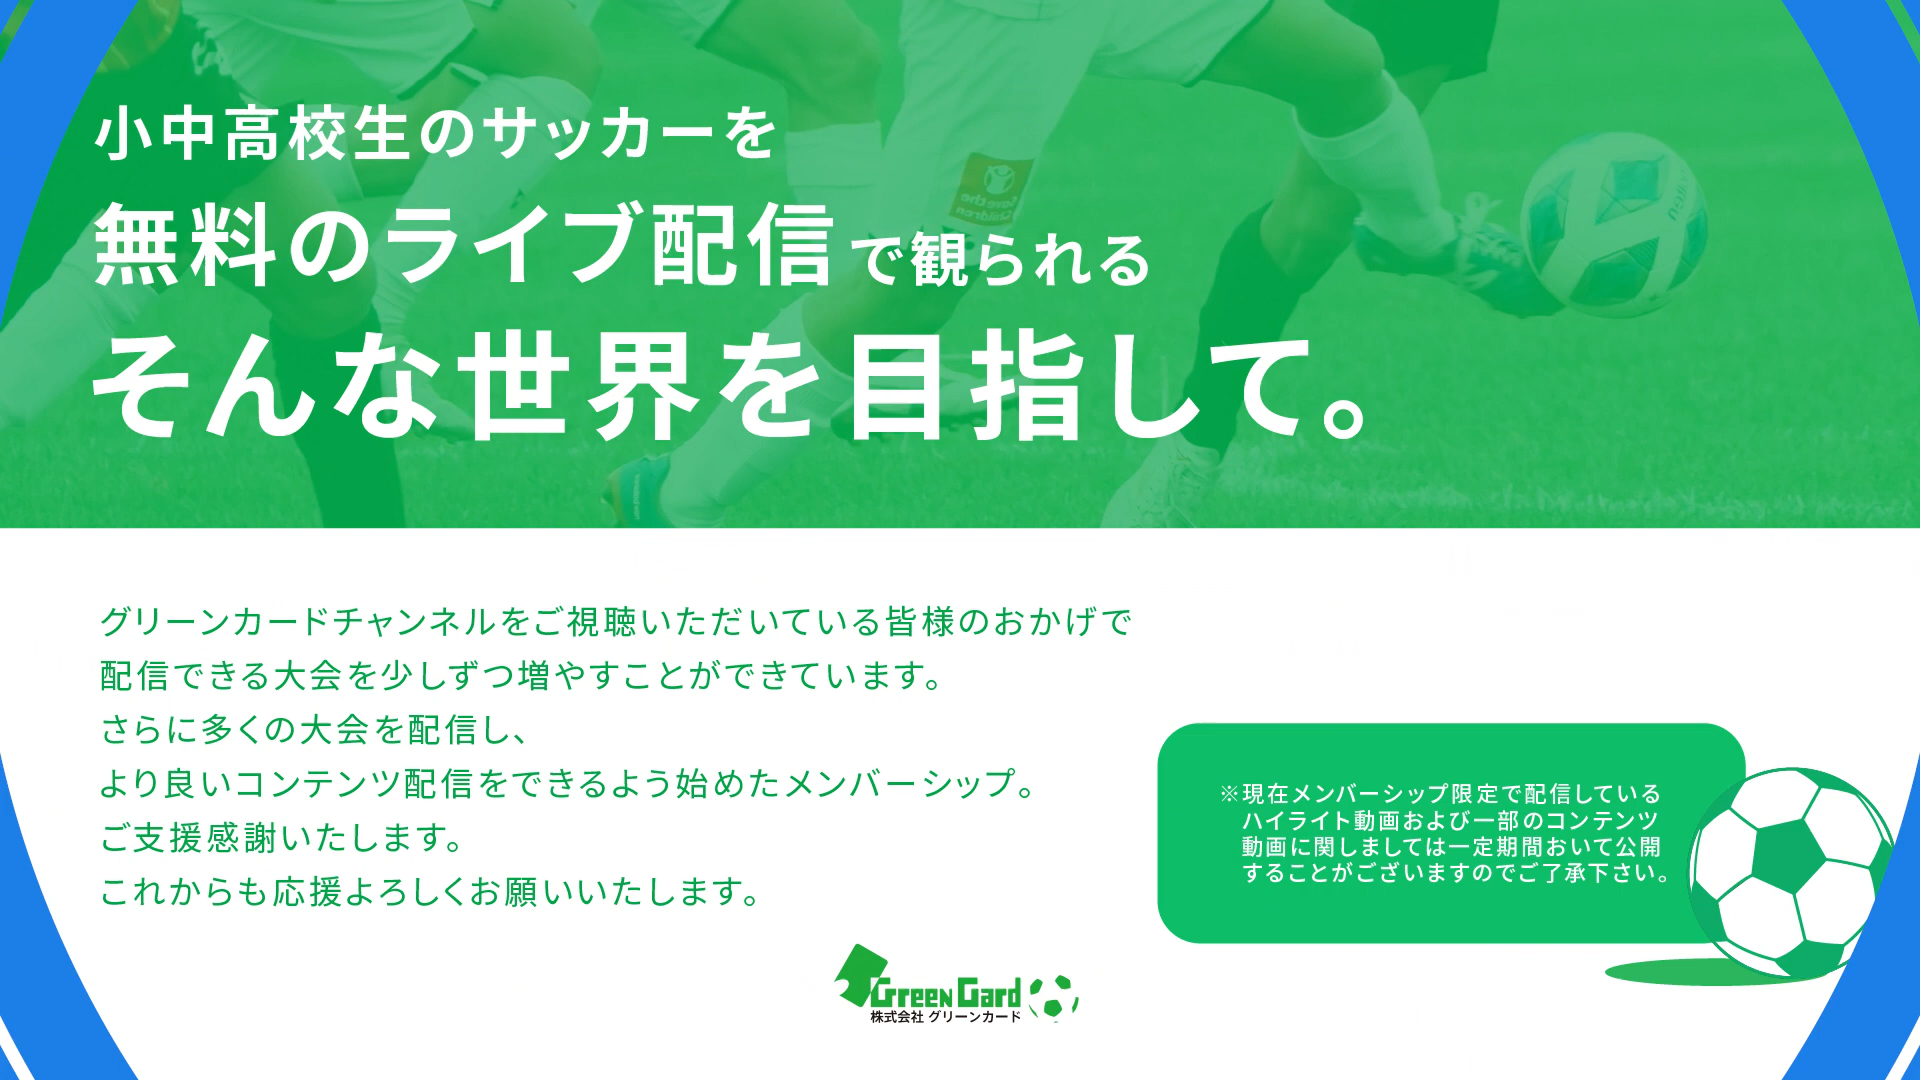 小中高校生のサッカーを
無料のライブ配信で観られる
そんな世界を目指して。
グリーンカードチャンネルをご視聴いただいている皆様のおかげで
配信できる大会を少しずつ増やすことができています。
さらに多くの大会を配信し、
より良いコンテンツ配信をできるよう始めたメンバーシップ。
ご支援感謝いたします。
これからも応援よろしくお願いいたします。
※現在メンバーシップ限定で配信している
ハイライト動画および一部のコンテンツ
動画に関しましては一定期間おいて公開
することがございますのでご了承下さい。
Green Card
株式会社 グリーンカード